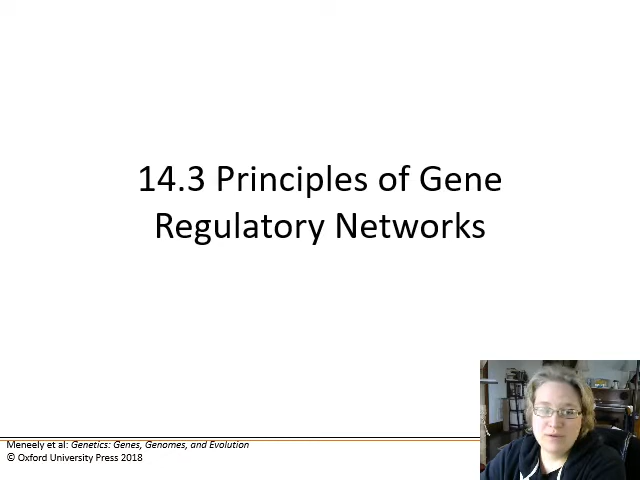 14.3 Principles of Gene
Regulatory Networks
Meneely et al: Genetics: Genes, Genomes, and Evolution
© Oxford University Press 2018